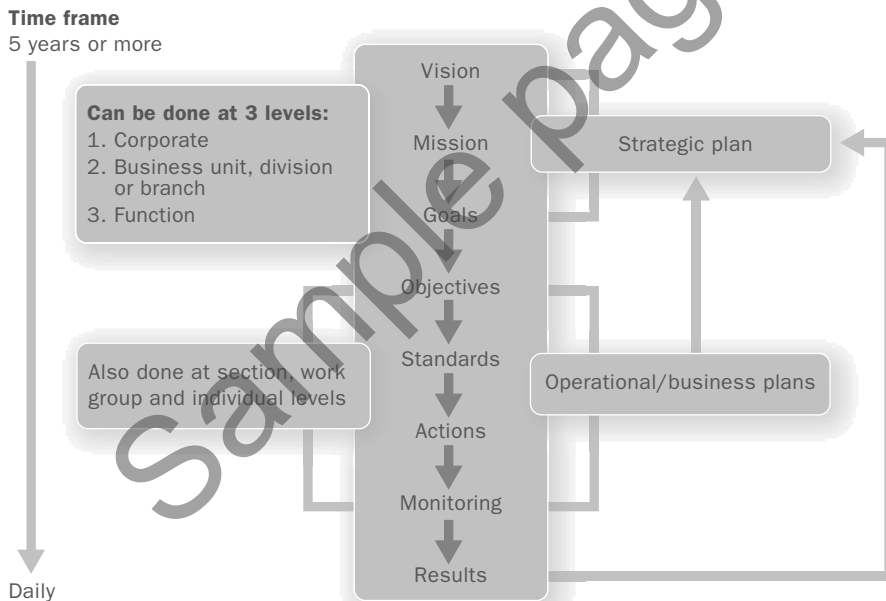 Time frame
5 years or more
Can be done at 3 levels:
1. Corporate
2. Business unit, division
or branch
3. Function
Also done at section, work
group and individual levels
Vision
Mission
Goals
Objectives
Standards
Actions
Monitoring
Results
Strategic plan
Operational/business plans
Daily
Sample pag